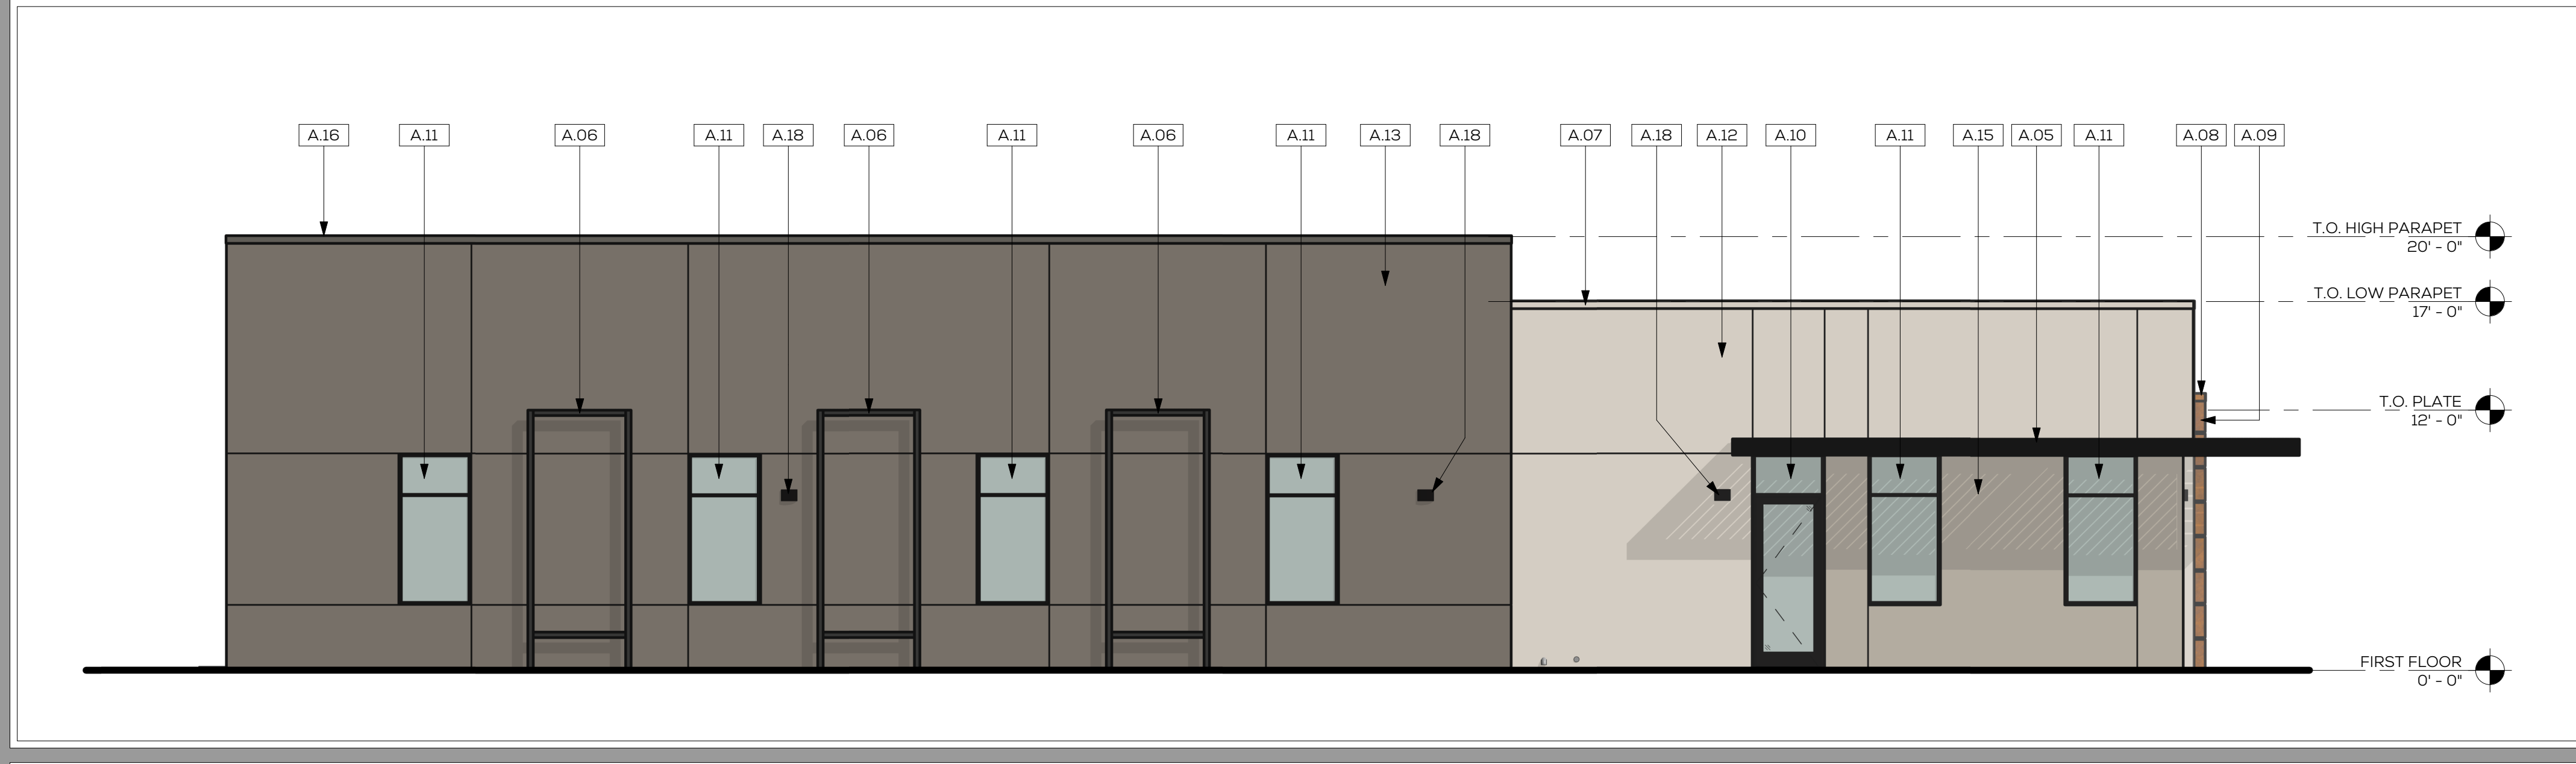 A.16 A.11 A.06 A.11 A.18 A.06 A.11 A.06 A.11 A.13 A.18 A.07 A.18 A.12 A.10 A.11 A.15 A.05 A.11 A.08 A.09
T.O. HIGH PARAPET
20' - 0"
T.O. LOW PARAPET
17' - 0"
T.O. PLATE
12' - 0"
FIRST FLOOR
0' - 0"